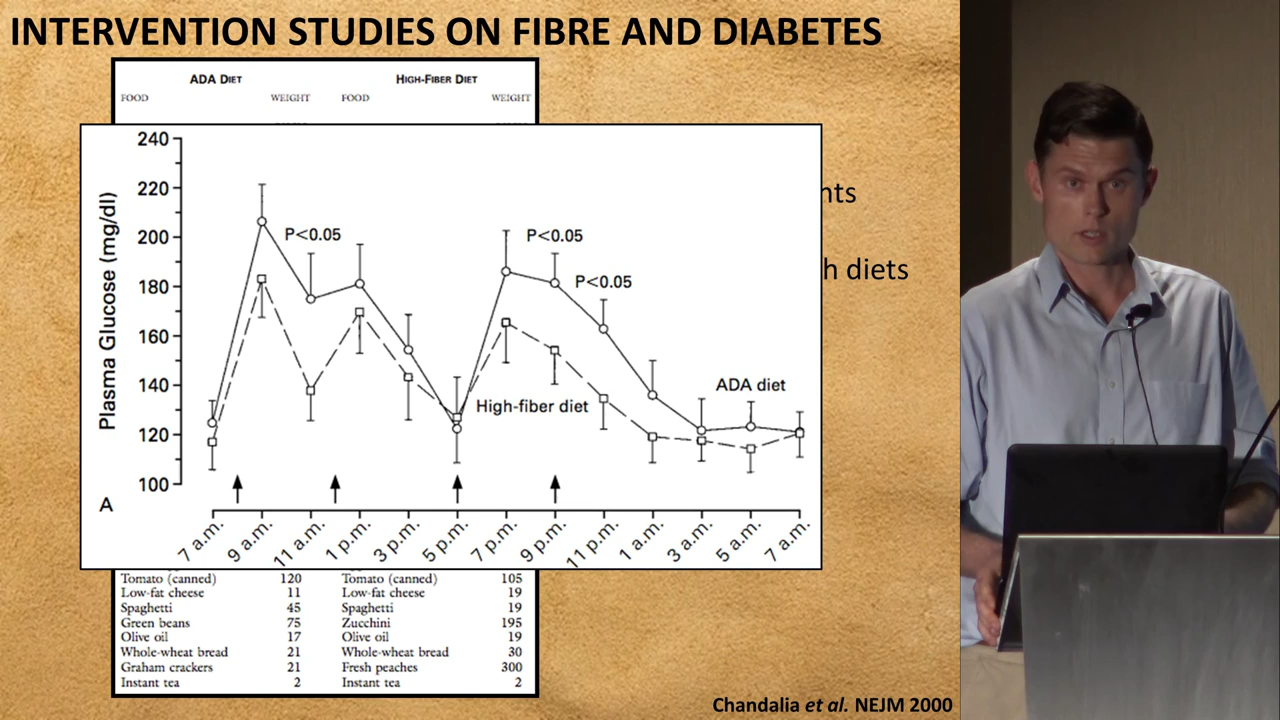 INTERVENTION STUDIES ON FIBRE AND DIABETES
ADA DIET HIGH-FIBER DIET
FOOD WEIGHT FOOD WEIGHT
240
220
200
180
160
140
120
100
Plasma Glucose (mg/dl)
P<0.05
P<0.05
P<0.05
ADA diet
High-fiber diet
A
7 a.m. 9 a.m. 11 a.m. 1 p.m. 3 p.m. 5 p.m. 7 p.m. 9 p.m. 11 p.m. 1 a.m. 3 a.m. 5 a.m. 7 a.m.
diets
Tomato (canned) 120 Tomato (canned) 105
Low-fat cheese 11 Low-fat cheese 19
Spaghetti 45 Spaghetti 19
Green beans 75 Zucchini 195
Olive oil 17 Olive oil 19
Whole-wheat bread 21 Whole-wheat bread 30
Graham crackers 21 Fresh peaches 300
Instant tea 2 Instant tea 2
Chandalia et al. NEJM 2000